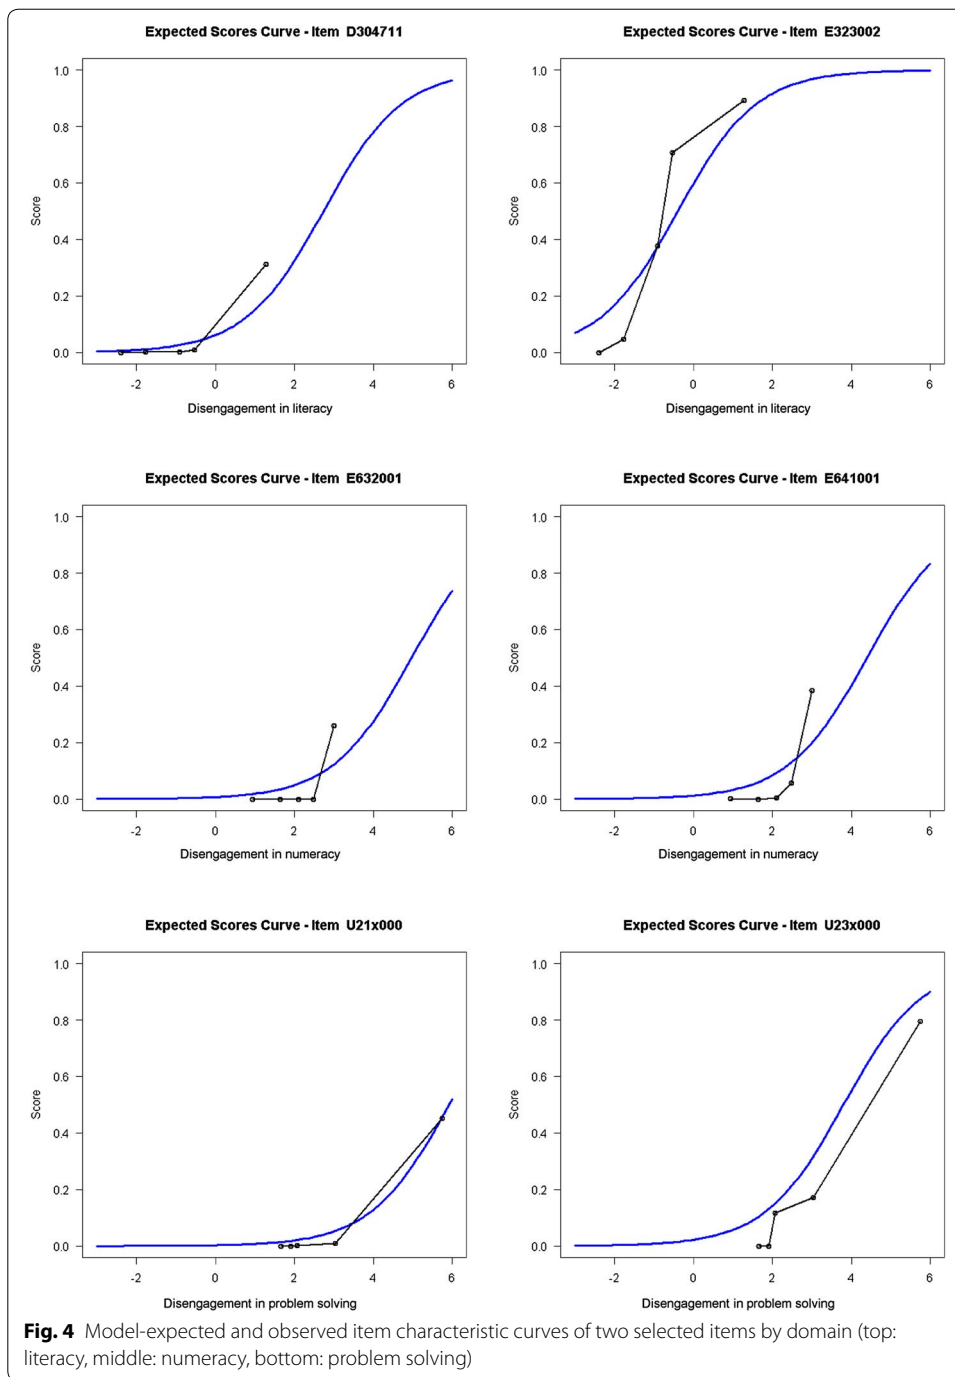 Expected Scores Curve - Item D304711
Expected Scores Curve - Item E323002
1.0
0.8
0.6
0.4
0.2
0.0
Score
-2 0 2 4 6
Disengagement in literacy
1.0
0.8
0.6
0.4
0.2
0.0
Score
-2 0 2 4 6
Disengagement in literacy
Expected Scores Curve - Item E632001
Expected Scores Curve - Item E641001
1.0
0.8
0.6
0.4
0.2
0.0
Score
-2 0 2 4 6
Disengagement in numeracy
1.0
0.8
0.6
0.4
0.2
0.0
Score
-2 0 2 4 6
Disengagement in numeracy
Expected Scores Curve - Item U21x000
Expected Scores Curve - Item U23x000
1.0
0.8
0.6
0.4
0.2
0.0
Score
-2 0 2 4 6
Disengagement in problem solving
1.0
0.8
0.6
0.4
0.2
0.0
Score
-2 0 2 4 6
Disengagement in problem solving
Fig. 4 Model-expected and observed item characteristic curves of two selected items by domain (top:
literacy, middle: numeracy, bottom: problem solving)